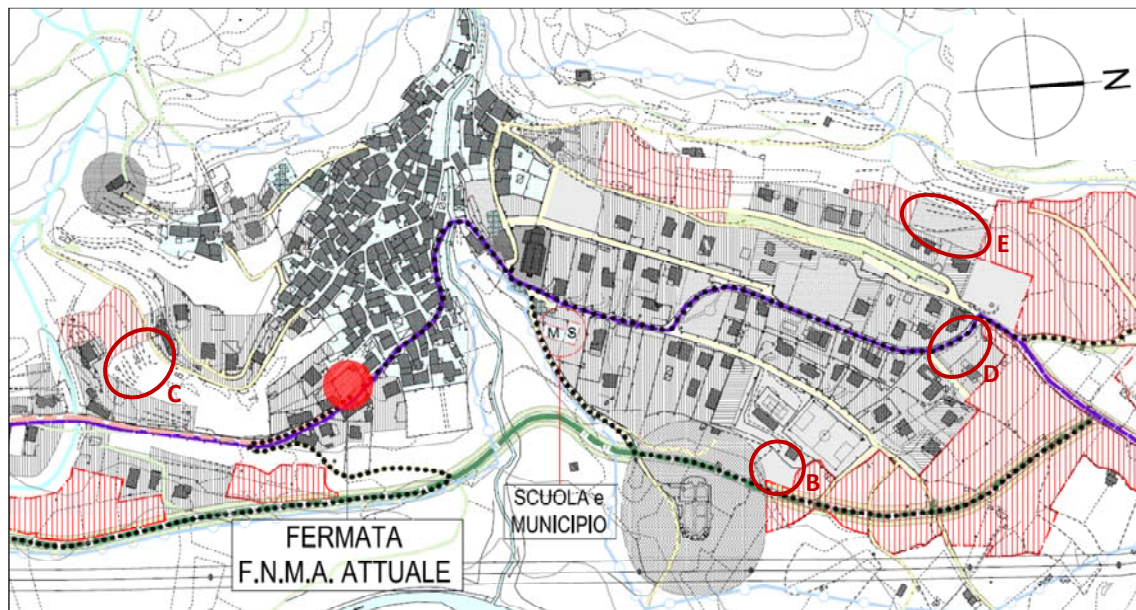 N
E
M S
C
D
B
SCUOLA e
MUNICIPIO
FERMATA
F.N.M.A. ATTUALE